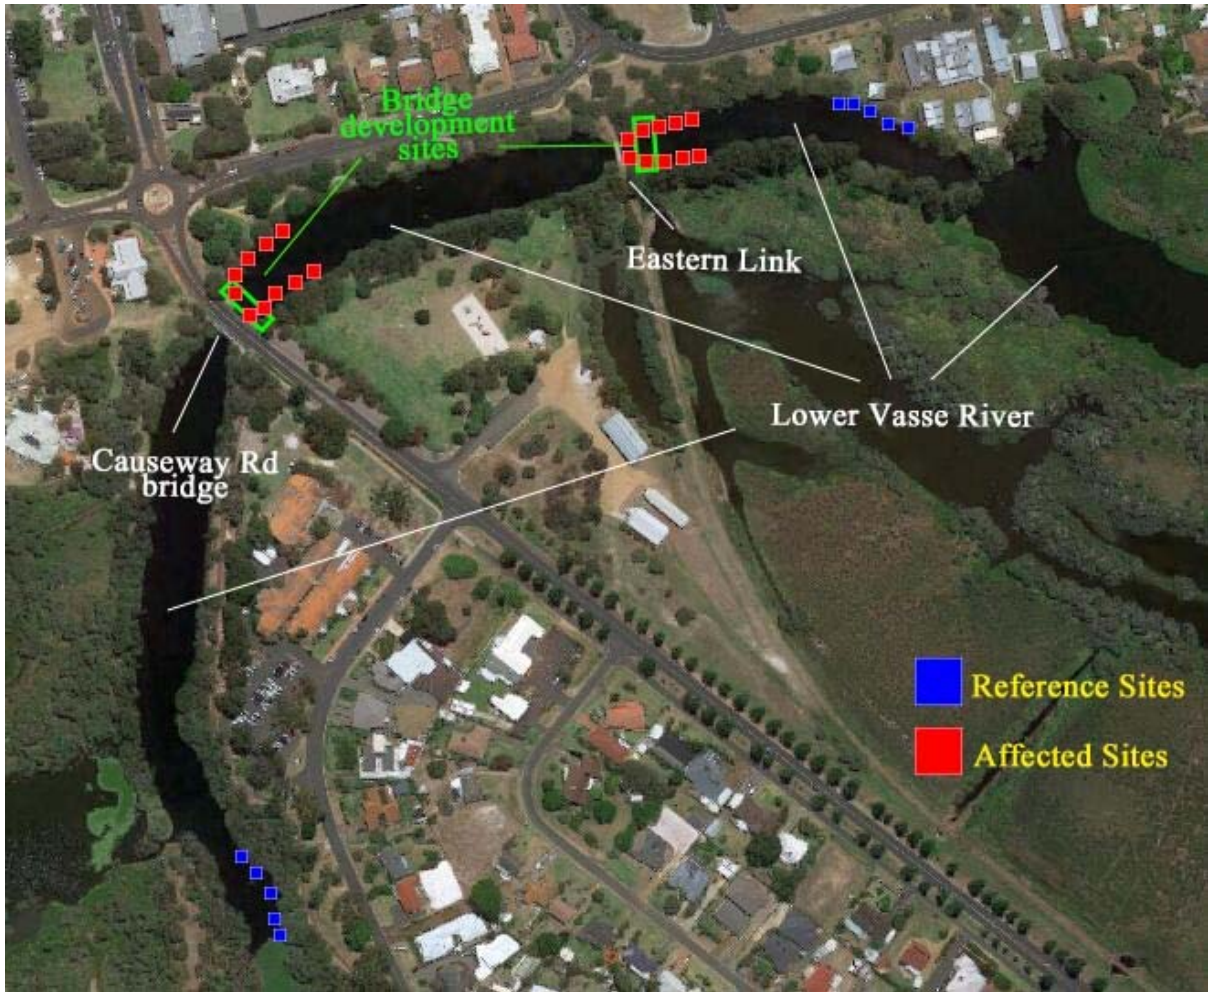 Bridge
development
sites
Eastern Link
Lower Vasse River
Causeway Rd
bridge
Reference Sites
Affected Sites